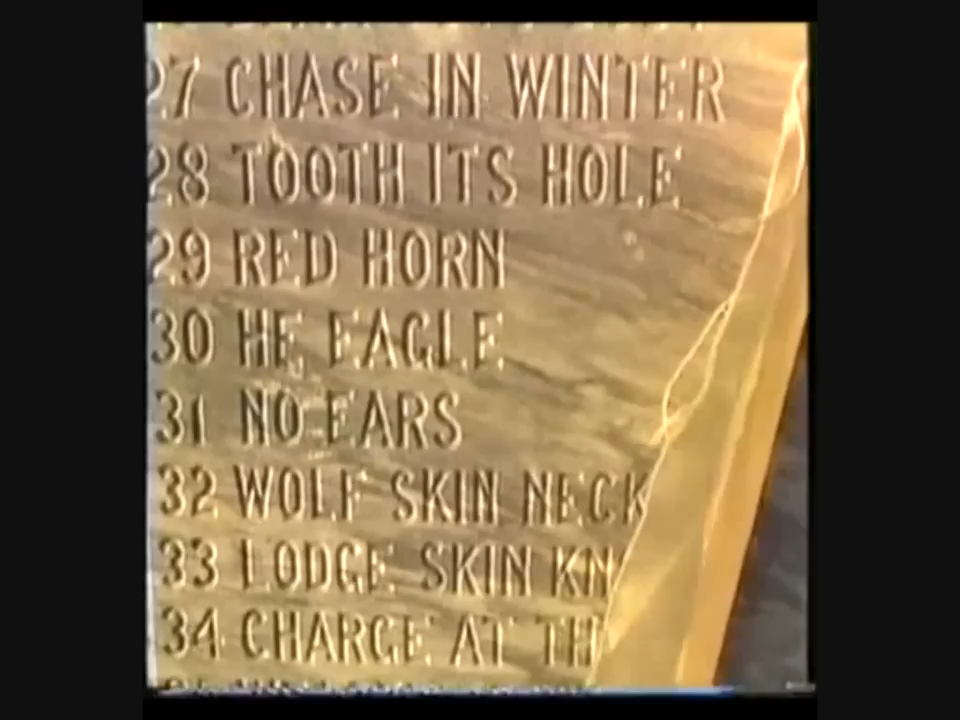 27 CHASE IN WINTER
28 TOOTH ITS HOLE
29 RED HORN
30 HE EAGLE
31 NO EARS
32 WOLF SKIN NECK
33 LODGE SKIN
34 CHARGE AT